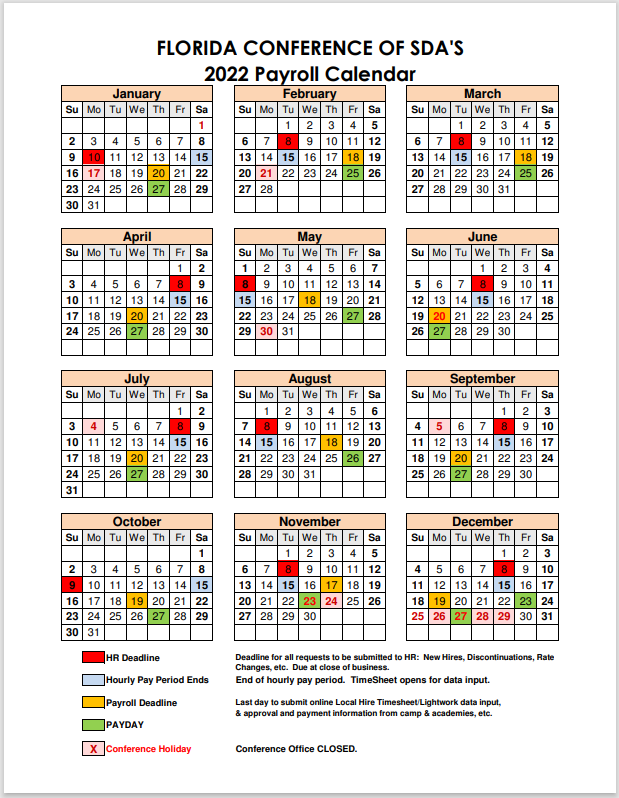 FLORIDA CONFERENCE OF SDA'S
2022 Payroll Calendar
January February March
Su Mo Tu We Th Fr Sa Su Mo Tu We Th Fr Sa Su Mo Tu We Th Fr Sa
1 1 2 3 4 5 1 2 3 4 5
2 3 4 5 6 7 8 6 7 8 9 10 11 12 6 7 8 9 10 11 12
9 10 11 12 13 14 15 13 14 15 16 17 18 19 13 14 15 16 17 18 19
16 17 18 19 20 21 22 20 21 22 23 24 25 26 20 21 22 23 24 25 26
23 24 25 26 27 28 29 27 28 27 28 29 30 31
30 31
April May June
Su Mo Tu We Th Fr Sa Su Mo Tu We Th Fr Sa Su Mo Tu We Th Fr Sa
1 2 1 2 3 4 5 6 7 1 2 3 4
3 4 5 6 7 8 9 8 9 10 11 12 13 14 5 6 7 8 9 10 11
10 11 12 13 14 15 16 15 16 17 18 19 20 21 12 13 14 15 16 17 18
17 18 19 20 21 22 23 22 23 24 25 26 27 28 19 20 21 22 23 24 25
24 25 26 27 28 29 30 29 30 31 26 27 28 29 30
July August September
Su Mo Tu We Th Fr Sa Su Mo Tu We Th Fr Sa Su Mo Tu We Th Fr Sa
1 2 1 2 3 4 5 6 1 2 3
3 4 5 6 7 8 9 7 8 9 10 11 12 13 4 5 6 7 8 9 10
10 11 12 13 14 15 16 14 15 16 17 18 19 20 11 12 13 14 15 16 17
17 18 19 20 21 22 23 21 22 23 24 25 26 27 18 19 20 21 22 23 24
24 25 26 27 28 29 30 28 29 30 31 25 26 27 28 29 30
31
October November December
Su Mo Tu We Th Fr Sa Su Mo Tu We Th Fr Sa Su Mo Tu We Th Fr Sa
1 1 2 3 4 5 1 2 3
2 3 4 5 6 7 8 6 7 8 9 10 11 12 4 5 6 7 8 9 10
9 10 11 12 13 14 15 13 14 15 16 17 18 19 11 12 13 14 15 16 17
16 17 18 19 20 21 22 20 21 22 23 24 25 26 18 19 20 21 22 23 24
23 24 25 26 27 28 29 27 28 29 30 25 26 27 28 29 30 31
30 31
HR Deadline Deadline for all requests to be submitted to HR: New Hires, Discontinuations, Rate
Changes, etc. Due at close of business.
Hourly Pay Period Ends End of hourly pay period. TimeSheet opens for data input.
Payroll Deadline Last day to submit online Local Hire Timesheet/Lightwork data input,
& approval and payment information from camp & academies, etc.
PAYDAY
X Conference Holiday Conference Office CLOSED.